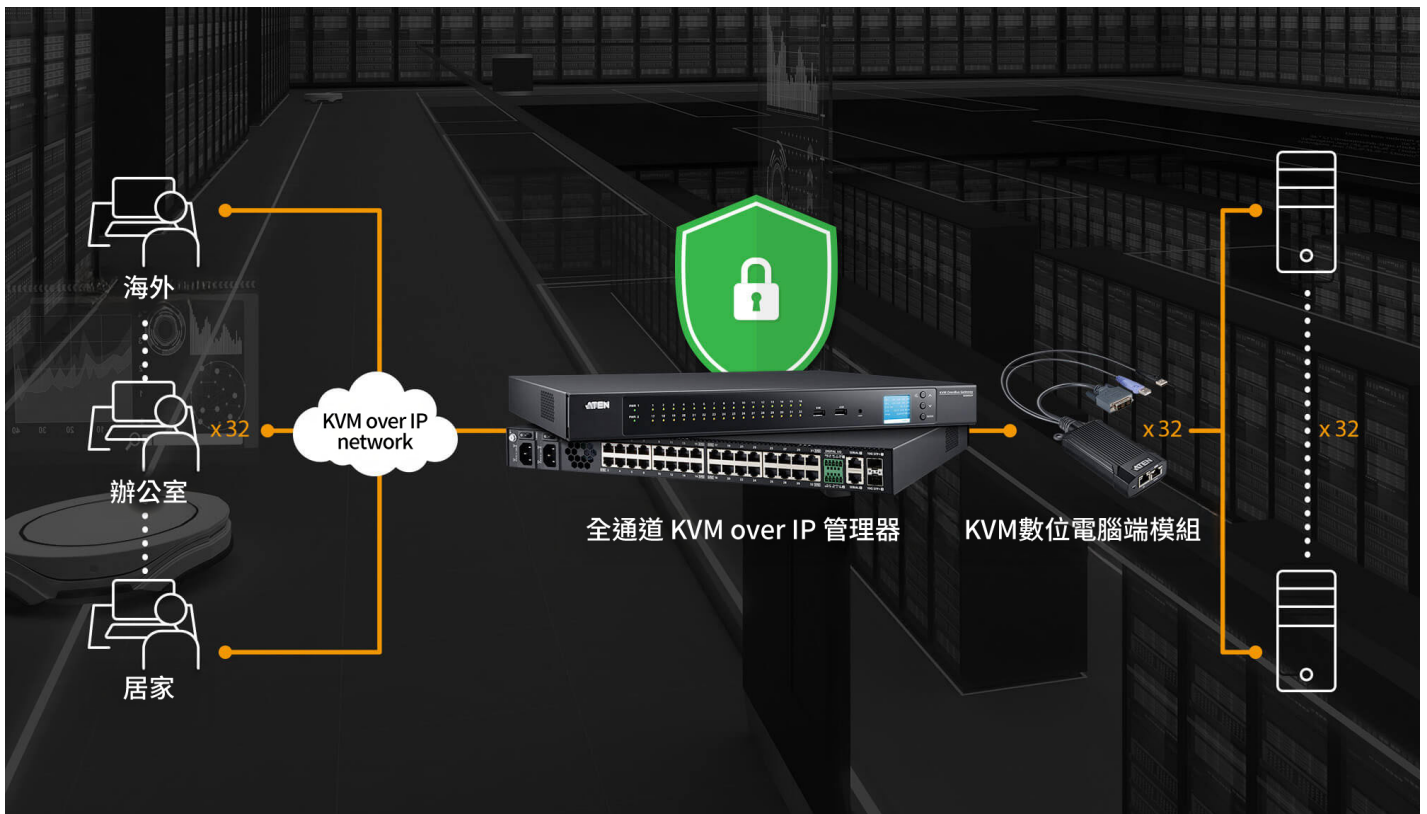 海外
辦公室
居家
x 32
KVM over IP
network
ATEN
全通道 KVM over IP 管理器
ATEN
KVM數位電腦端模組
x 32
x 32